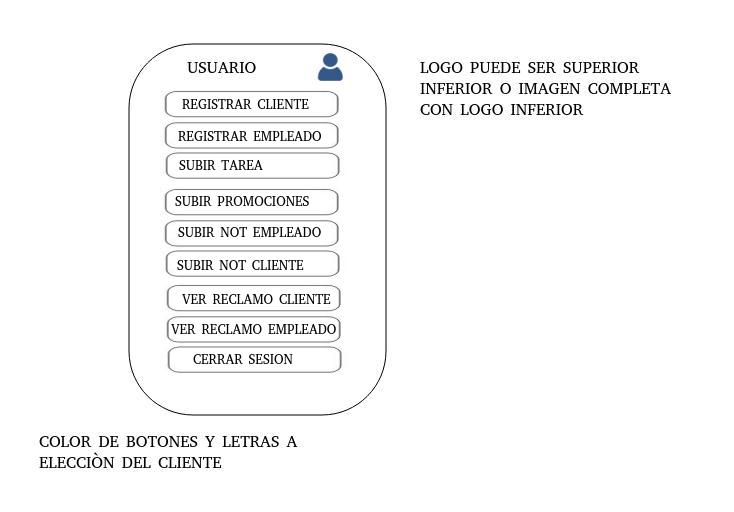 USUARIO
REGISTRAR CLIENTE
REGISTRAR EMPLEADO
SUBIR TAREA
SUBIR PROMOCIONES
SUBIR NOT EMPLEADO
SUBIR NOT CLIENTE
VER RECLAMO CLIENTE
VER RECLAMO EMPLEADO
CERRAR SESION
LOGO PUEDE SER SUPERIOR
INFERIOR O IMAGEN COMPLETA
CON LOGO INFERIOR
COLOR DE BOTONES Y LETRAS A
ELECCIÒN DEL CLIENTE